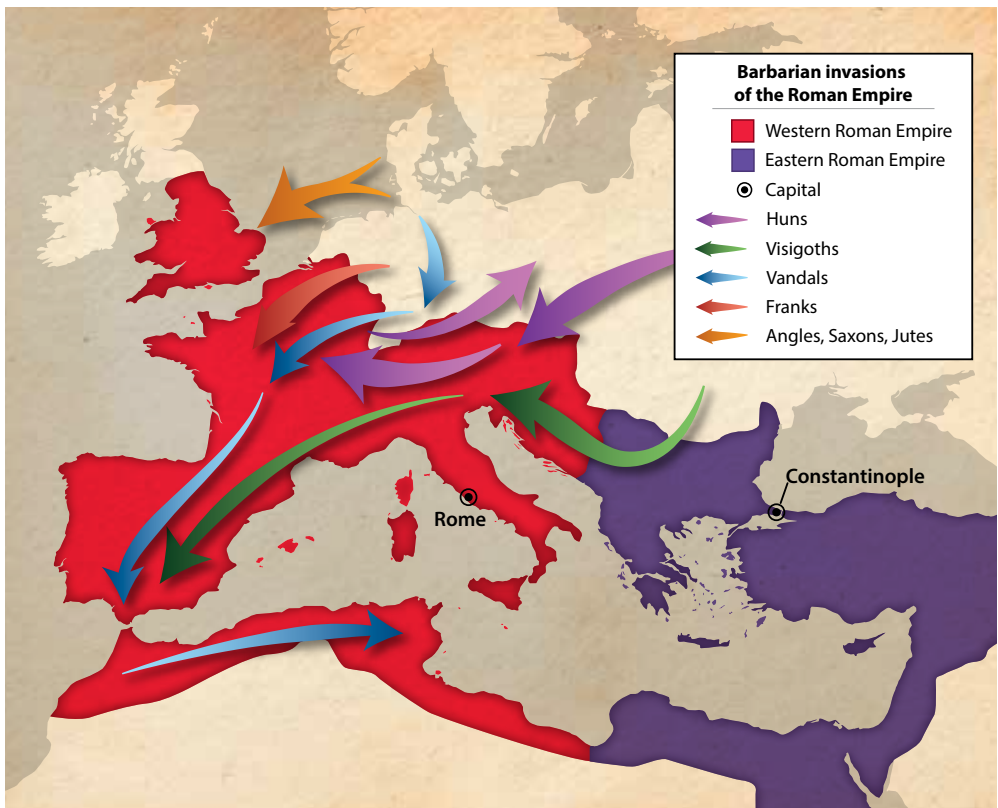 Barbarian invasions
of the Roman Empire
Western Roman Empire
Eastern Roman Empire
Capital
Huns
Visigoths
Vandals
Franks
Angles, Saxons, Jutes
Constantinople
Rome